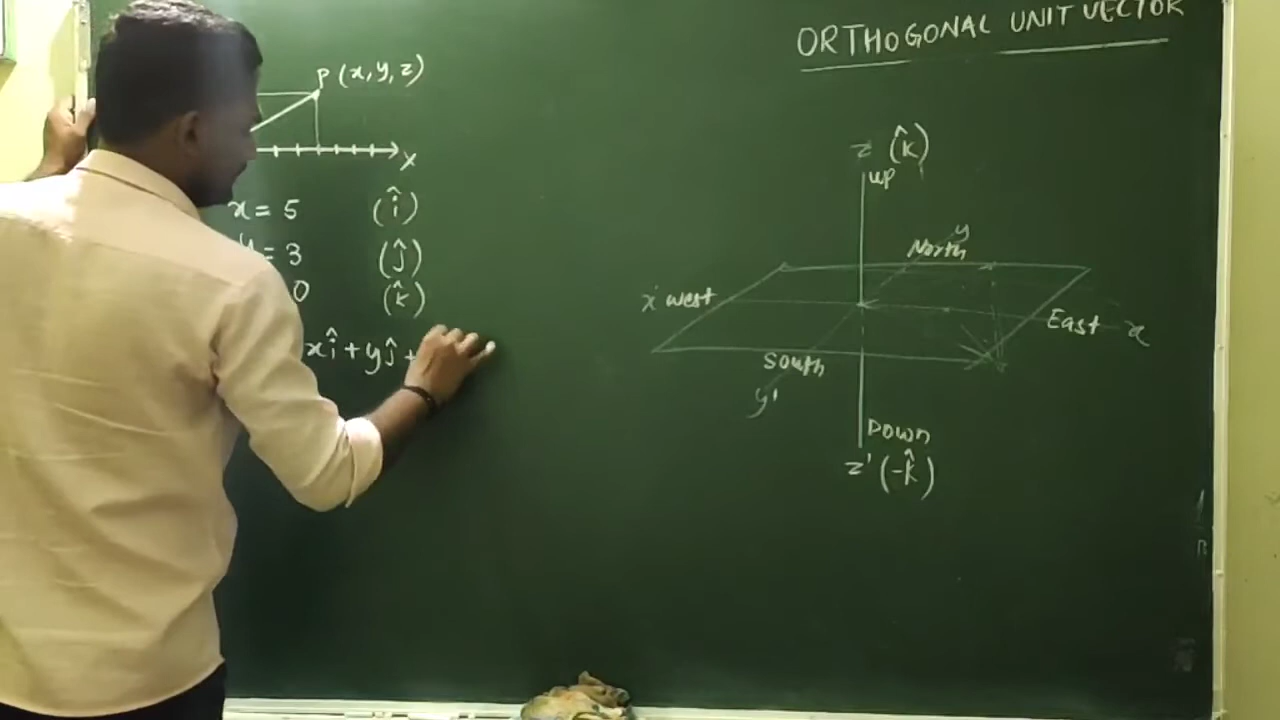 ORTHOGONAL UNIT VECTOR
P (x, y, z)
x
x = 5 (î)
y = 3 (ĵ)
0 (k̂)
xî + yĵ +
z (k̂)
up
y
North
x' west
East x
south
y'
Down
z' (-k̂)